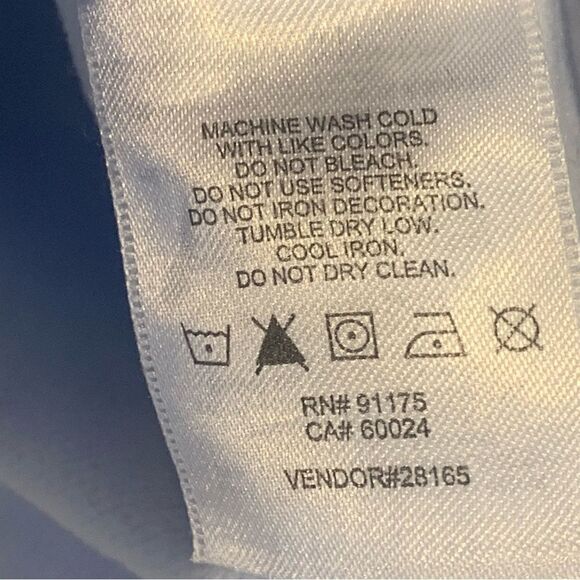 MACHINE WASH COLD
WITH LIKE COLORS.
DO NOT BLEACH.
DO NOT USE SOFTENERS.
DO NOT IRON DECORATION.
TUMBLE DRY LOW.
COOL IRON.
DO NOT DRY CLEAN.
RN# 91175
CA# 60024
VENDOR#28165